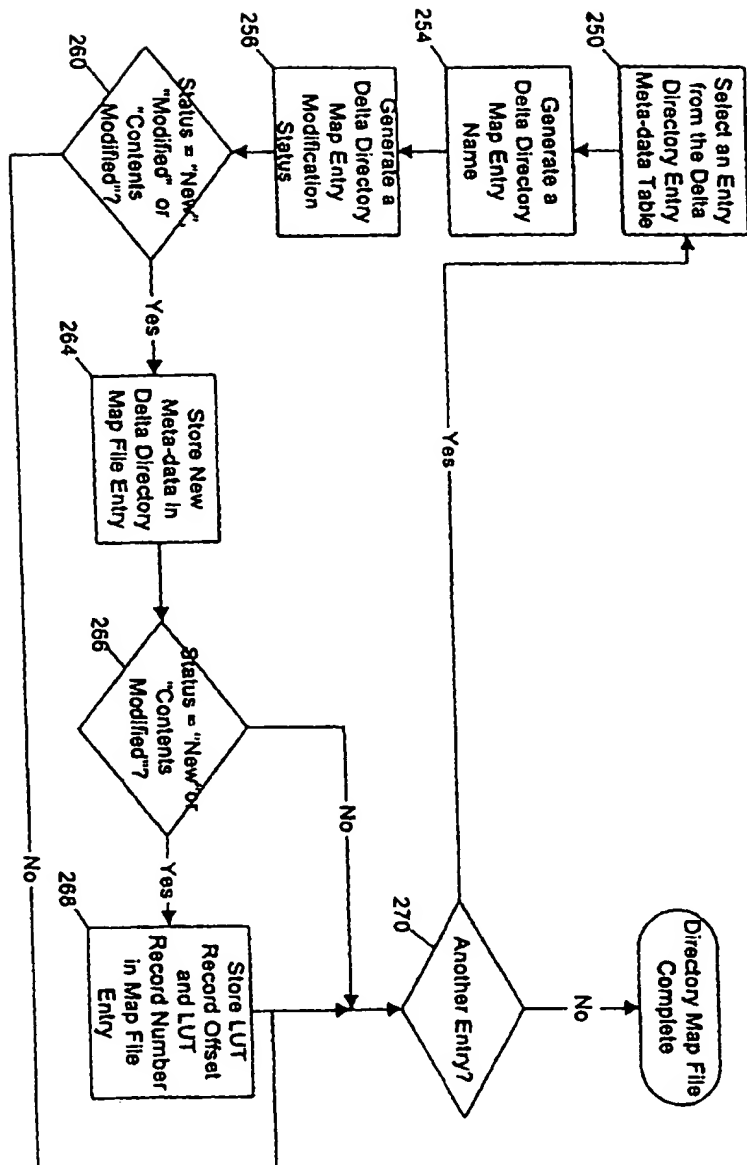 Select an Entry
from the Delta
Directory Entry
Meta-data Table
250
Generate a
Delta Directory
Map Entry
Name
254
Generate a
Delta Directory
Map Entry
Modification
Status
256
Status = "New",
"Modified" or
"Contents
Modified"?
260
Yes
No
Store New
Meta-data in
Delta Directory
Map File Entry
264
Status = "New" or
"Contents
Modified"?
266
No
Yes
Store LUT
Record Offset
and LUT
Record Number
in Map File
Entry
268
Another Entry?
270
Yes
No
Directory Map File
Complete